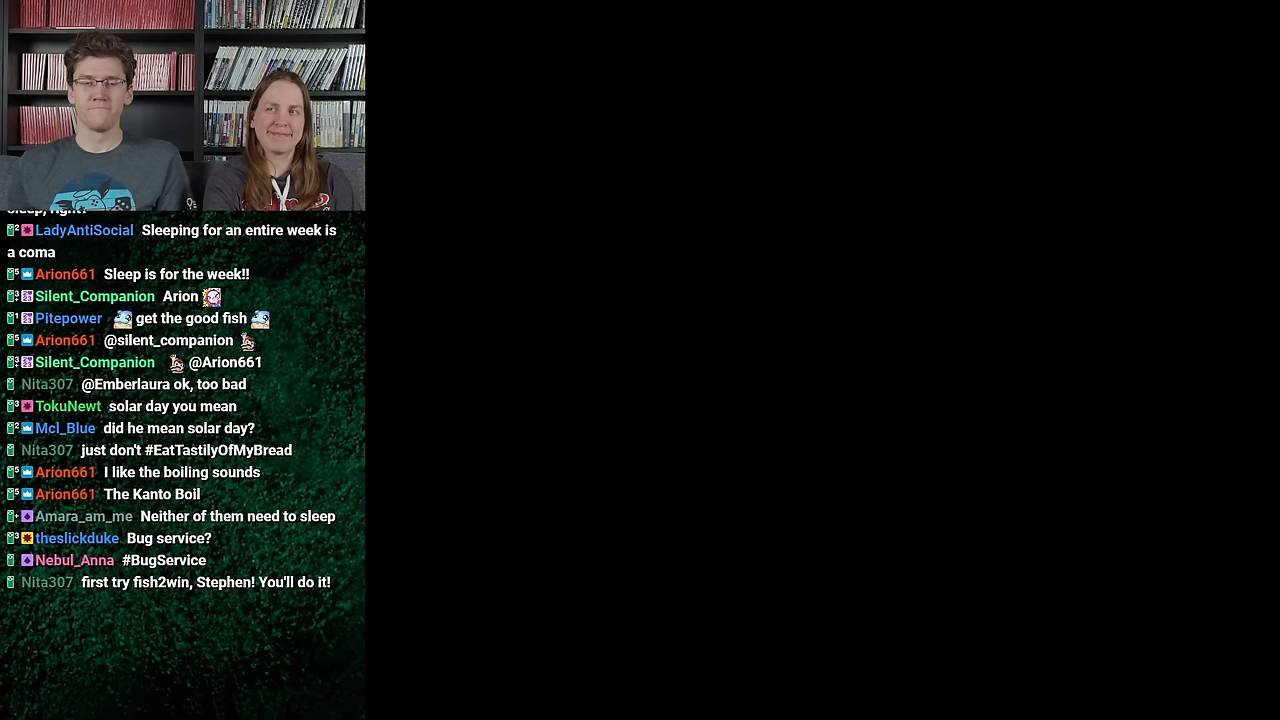 sleep, right?
LadyAntiSocial Sleeping for an entire week is
a coma
Arion661 Sleep is for the week!!
Silent_Companion Arion
Pitepower get the good fish
Arion661 @silent_companion
Silent_Companion @Arion661
Nita307 @Emberlaura ok, too bad
TokuNewt solar day you mean
Mcl_Blue did he mean solar day?
Nita307 just don't #EatTastilyOfMyBread
Arion661 I like the boiling sounds
Arion661 The Kanto Boil
Amara_am_me Neither of them need to sleep
theslickduke Bug service?
Nebul_Anna #BugService
Nita307 first try fish2win, Stephen! You'll do it!